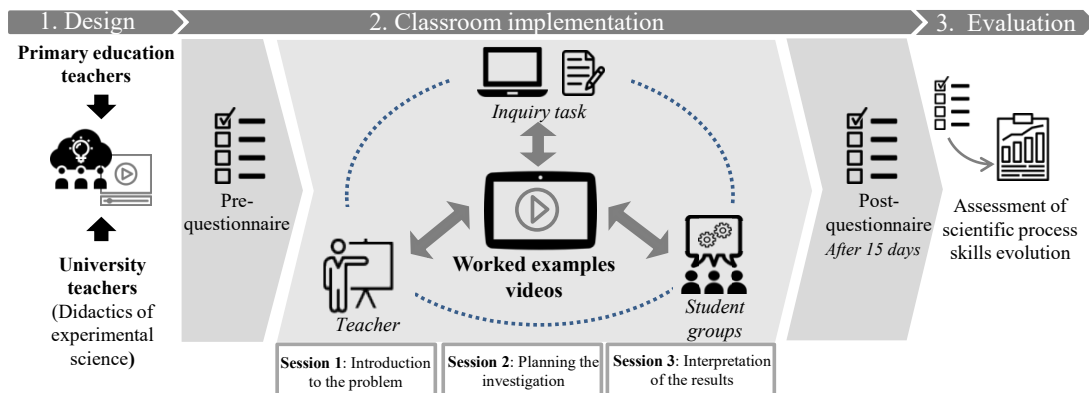 1. Design
2. Classroom implementation
3. Evaluation
Primary education
teachers
University
teachers
(Didactics of
experimental
science)
Pre-
questionnaire
Inquiry task
Worked examples
videos
Teacher
Student
groups
Session 1: Introduction
to the problem
Session 2: Planning the
investigation
Session 3: Interpretation
of the results
Post-
questionnaire
After 15 days
Assessment of
scientific process
skills evolution